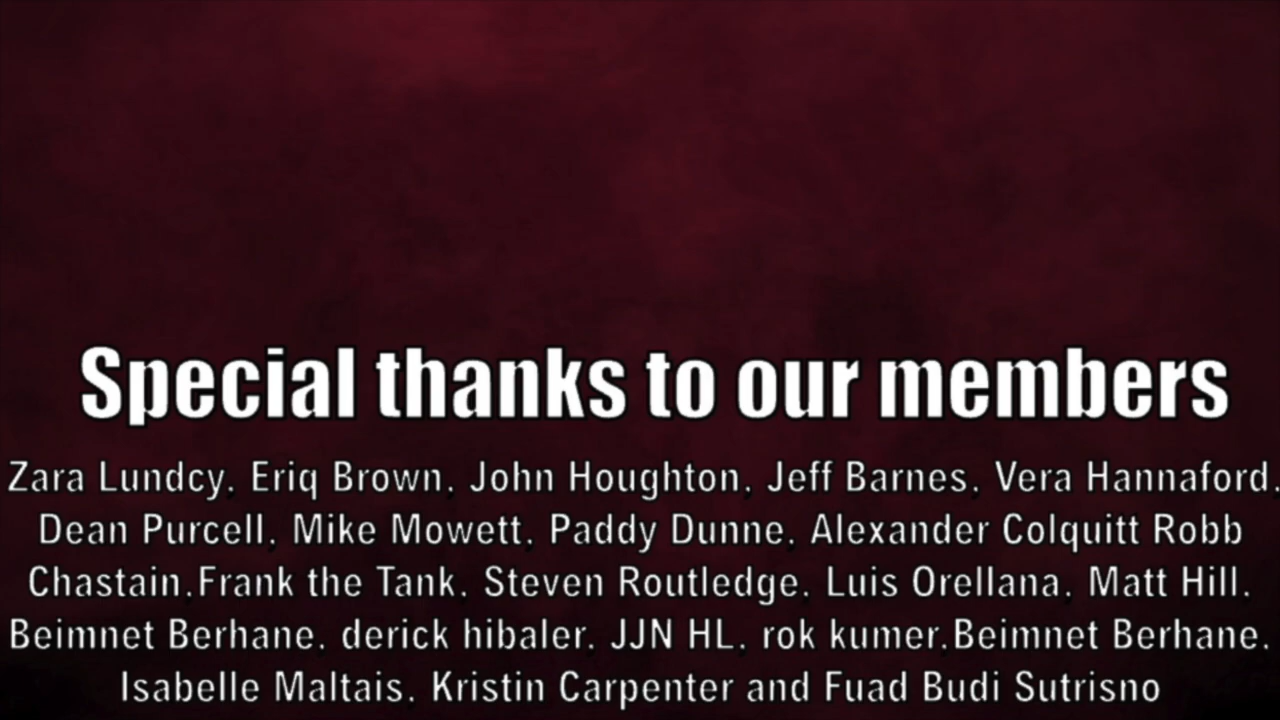 Special thanks to our members
Zara Lundcy, Eriq Brown, John Houghton, Jeff Barnes, Vera Hannaford,
Dean Purcell, Mike Mowett, Paddy Dunne, Alexander Colquitt Robb
Chastain,Frank the Tank, Steven Routledge, Luis Orellana, Matt Hill,
Beimnet Berhane, derick hibaler, JJN HL, rok kumer,Beimnet Berhane,
Isabelle Maltais, Kristin Carpenter and Fuad Budi Sutrisno